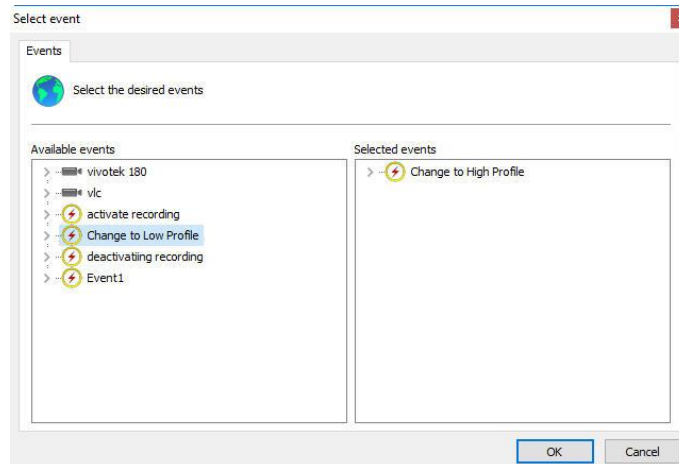 Select event
Events
Select the desired events
Available events
vivotek 180
vlc
activate recording
Change to Low Profile
deactivatiing recording
Event1
Selected events
Change to High Profile
OK
Cancel